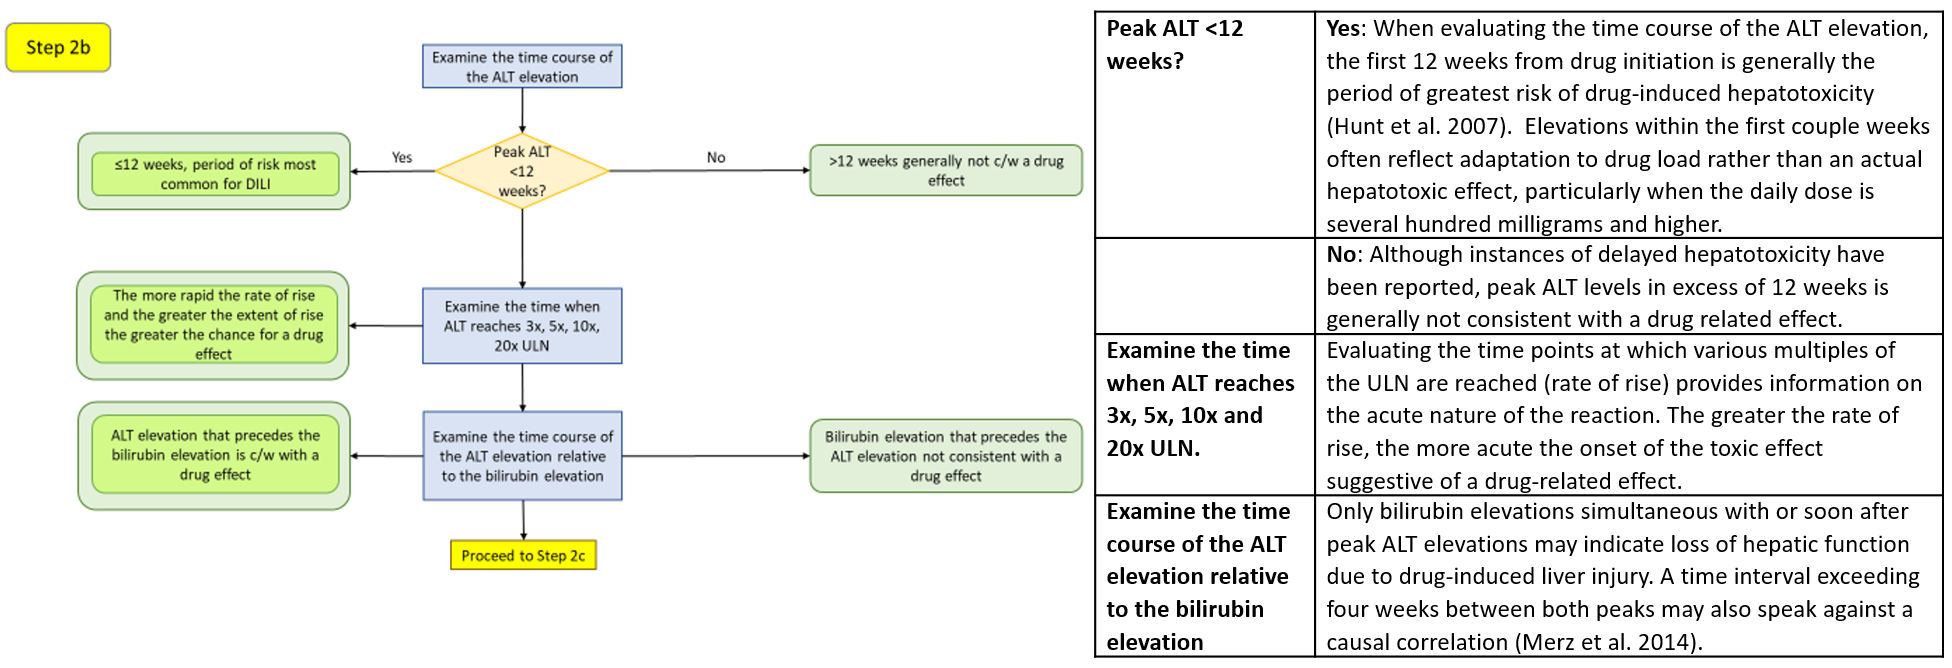 Step 2b
Examine the time course of
the ALT elevation
Peak ALT
<12
weeks?
Yes
No
≤12 weeks, period of risk most
common for DILI
>12 weeks generally not c/w a drug
effect
The more rapid the rate of rise
and the greater the extent of rise
the greater the chance for a drug
effect
Examine the time when
ALT reaches 3x, 5x, 10x,
20x ULN
ALT elevation that precedes the
bilirubin elevation is c/w with a
drug effect
Examine the time course of
the ALT elevation relative
to the bilirubin elevation
Bilirubin elevation that precedes the
ALT elevation not consistent with a
drug effect
Proceed to Step 2c
Peak ALT <12
weeks?
Yes: When evaluating the time course of the ALT elevation,
the first 12 weeks from drug initiation is generally the
period of greatest risk of drug-induced hepatotoxicity
(Hunt et al. 2007).  Elevations within the first couple weeks
often reflect adaptation to drug load rather than an actual
hepatotoxic effect, particularly when the daily dose is
several hundred milligrams and higher.
No: Although instances of delayed hepatotoxicity have
been reported, peak ALT levels in excess of 12 weeks is
generally not consistent with a drug related effect.
Examine the time
when ALT reaches
3x, 5x, 10x and
20x ULN.
Evaluating the time points at which various multiples of
the ULN are reached (rate of rise) provides information on
the acute nature of the reaction. The greater the rate of
rise, the more acute the onset of the toxic effect
suggestive of a drug-related effect.
Examine the time
course of the ALT
elevation relative
to the bilirubin
elevation
Only bilirubin elevations simultaneous with or soon after
peak ALT elevations may indicate loss of hepatic function
due to drug-induced liver injury. A time interval exceeding
four weeks between both peaks may also speak against a
causal correlation (Merz et al. 2014).